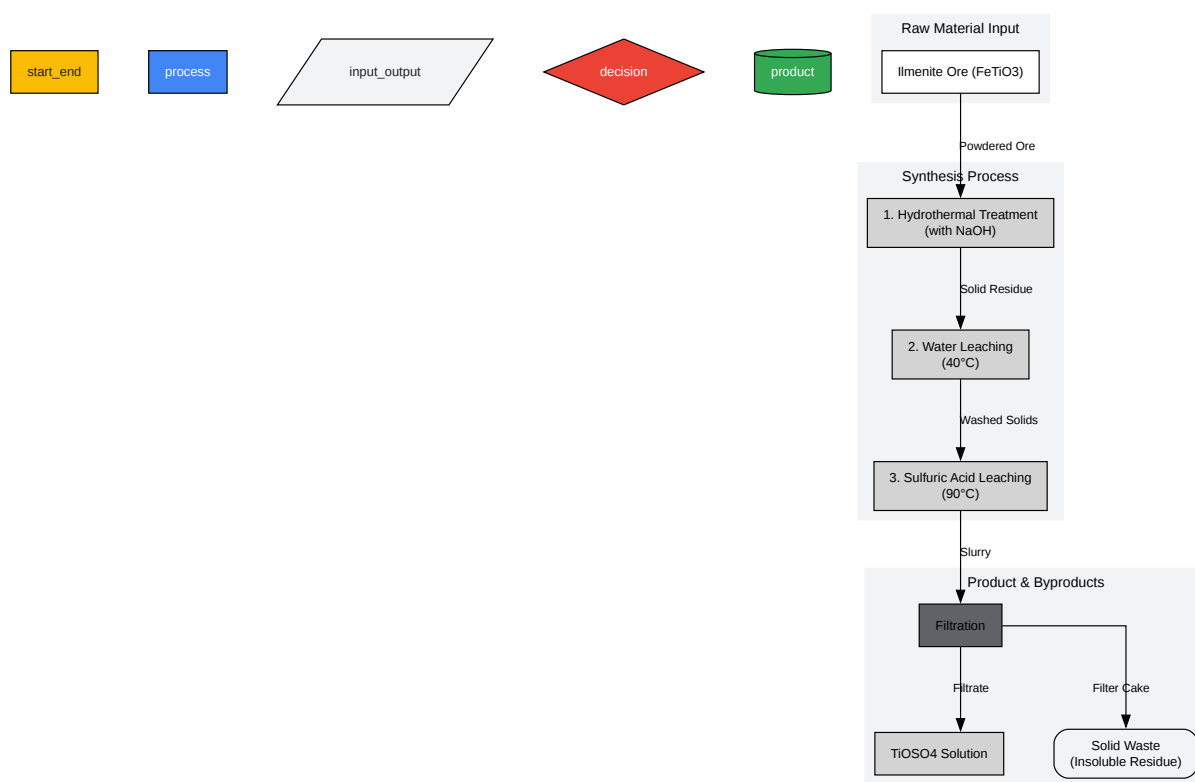 start_end
process
input_output
decision
product
Raw Material Input
Ilmenite Ore (FeTiO3)
Powdered Ore
Synthesis Process
1. Hydrothermal Treatment
(with NaOH)
Solid Residue
2. Water Leaching
(40°C)
Washed Solids
3. Sulfuric Acid Leaching
(90°C)
Slurry
Product & Byproducts
Filtration
Filtrate
Filter Cake
TiOSO4 Solution
Solid Waste
(Insoluble Residue)